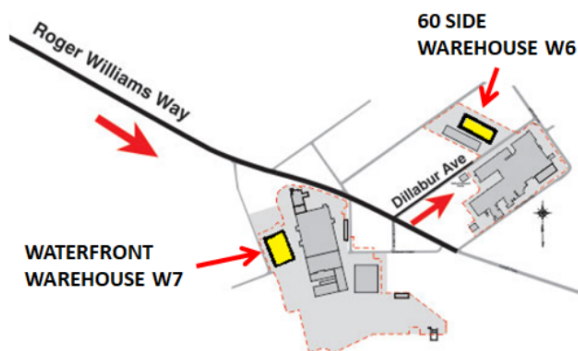 60 SIDE
WAREHOUSE W6
Roger Williams Way
Dillabur Ave
WATERFRONT
WAREHOUSE W7